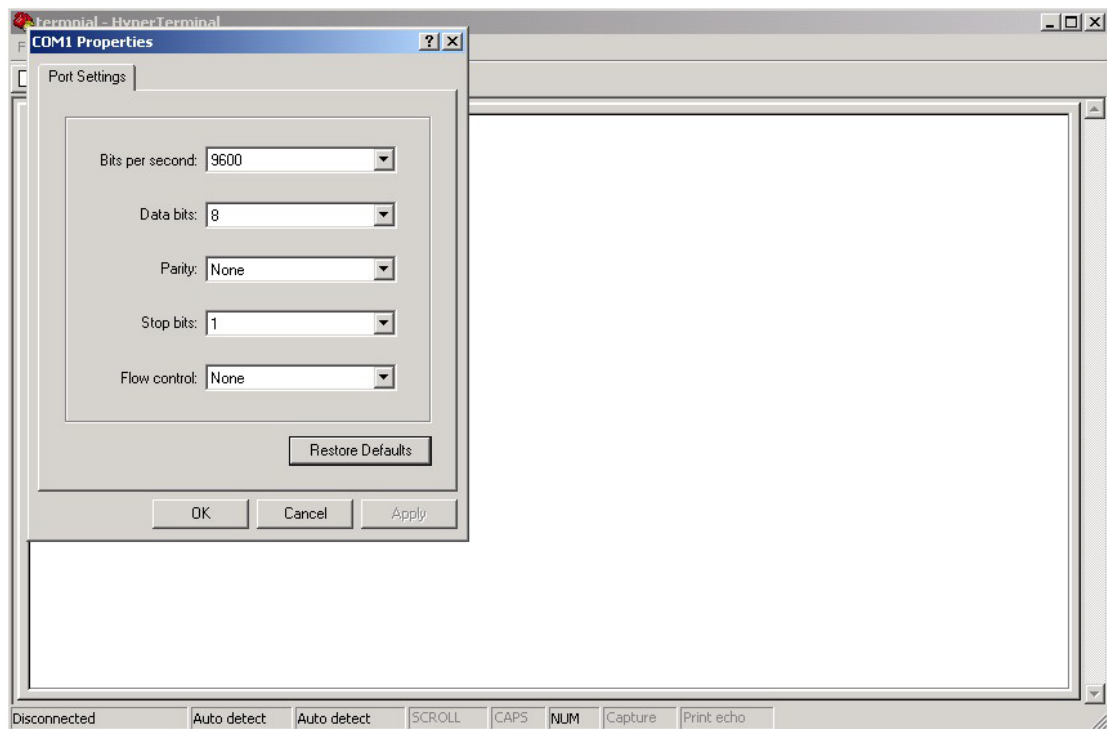 termpial - HyperTerminal
COM1 Properties
F
Port Settings
Bits per second: 9600
Data bits: 8
Parity: None
Stop bits: 1
Flow control: None
Restore Defaults
OK Cancel Apply
Disconnected Auto detect Auto detect SCROLL CAPS NUM Capture Print echo